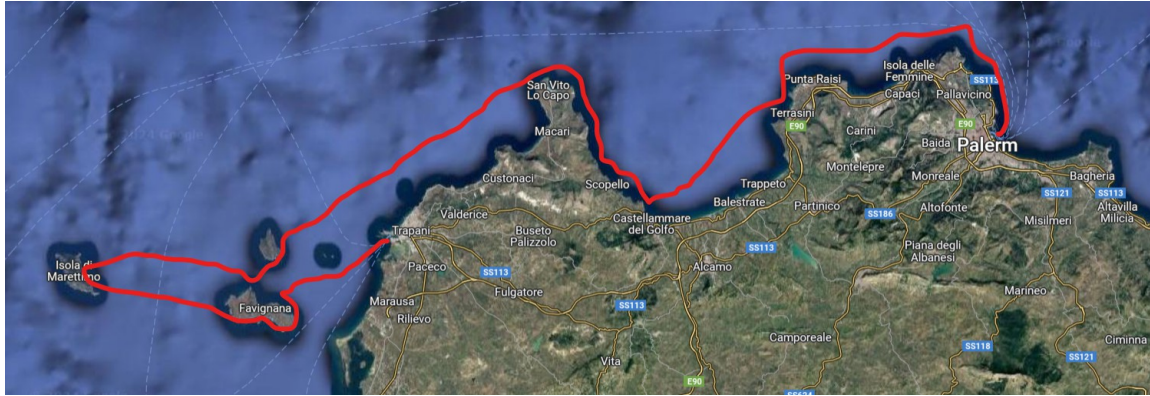 San Vito
Lo Capo
Macari
Custonaci
Scopello
Valderice
Trapani
Buseto
Palizzolo
Castellammare
del Golfo
Paceco
SS113
Fulgatore
Marausa
Rilievo
SS113
Vita
Alcamo
SS113
E90
Isola di
Marettimo
Favignana
Punta Raisi
Terrasini
E90
Isola delle
Femmine
Capaci
SS113
Pallavicino
Carini
E90
Baida
Palerm
Montelepre
Monreale
Bagheria
Trappeto
Balestrate
Partinico
SS186
Altofonte
SS121
SS113
Altavilla
Milicia
Misilmeri
Piana degli
Albanesi
Marineo
Camporeale
SS118
SS121
Ciminna